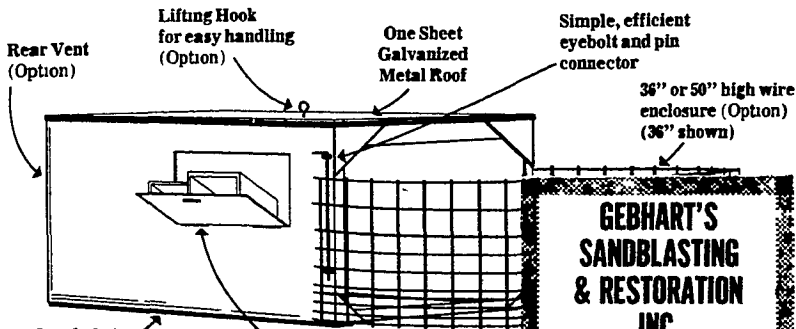 Rear Vent
(Option)
Lifting Hook
for easy handling
(Option)
One Sheet
Galvanized
Metal Roof
Simple, efficient
eyebolt and pin
connector
36" or 50" high wire
enclosure (Option)
(36" shown)
GEBHART'S
SANDBLASTING
& RESTORATION
INC